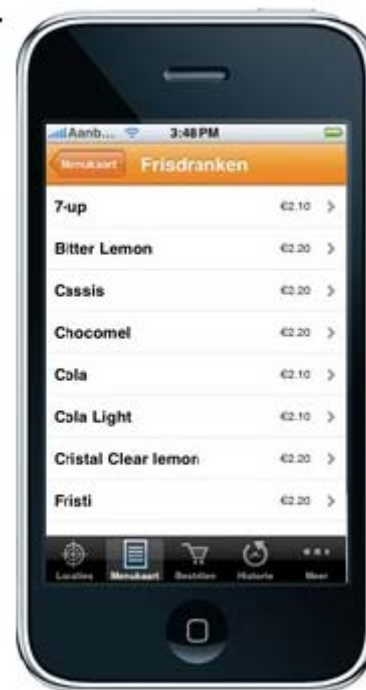 Aanb... 3:48 PM
Menukaart Frisdranken
7-up €2.10
Bitter Lemon €2.20
Cassis €2.20
Chocomel €2.20
Cola €2.10
Cola Light €2.10
Cristal Clear lemon €2.20
Fristi €2.20
Locaties Menukaart Bestellen Historie Meer